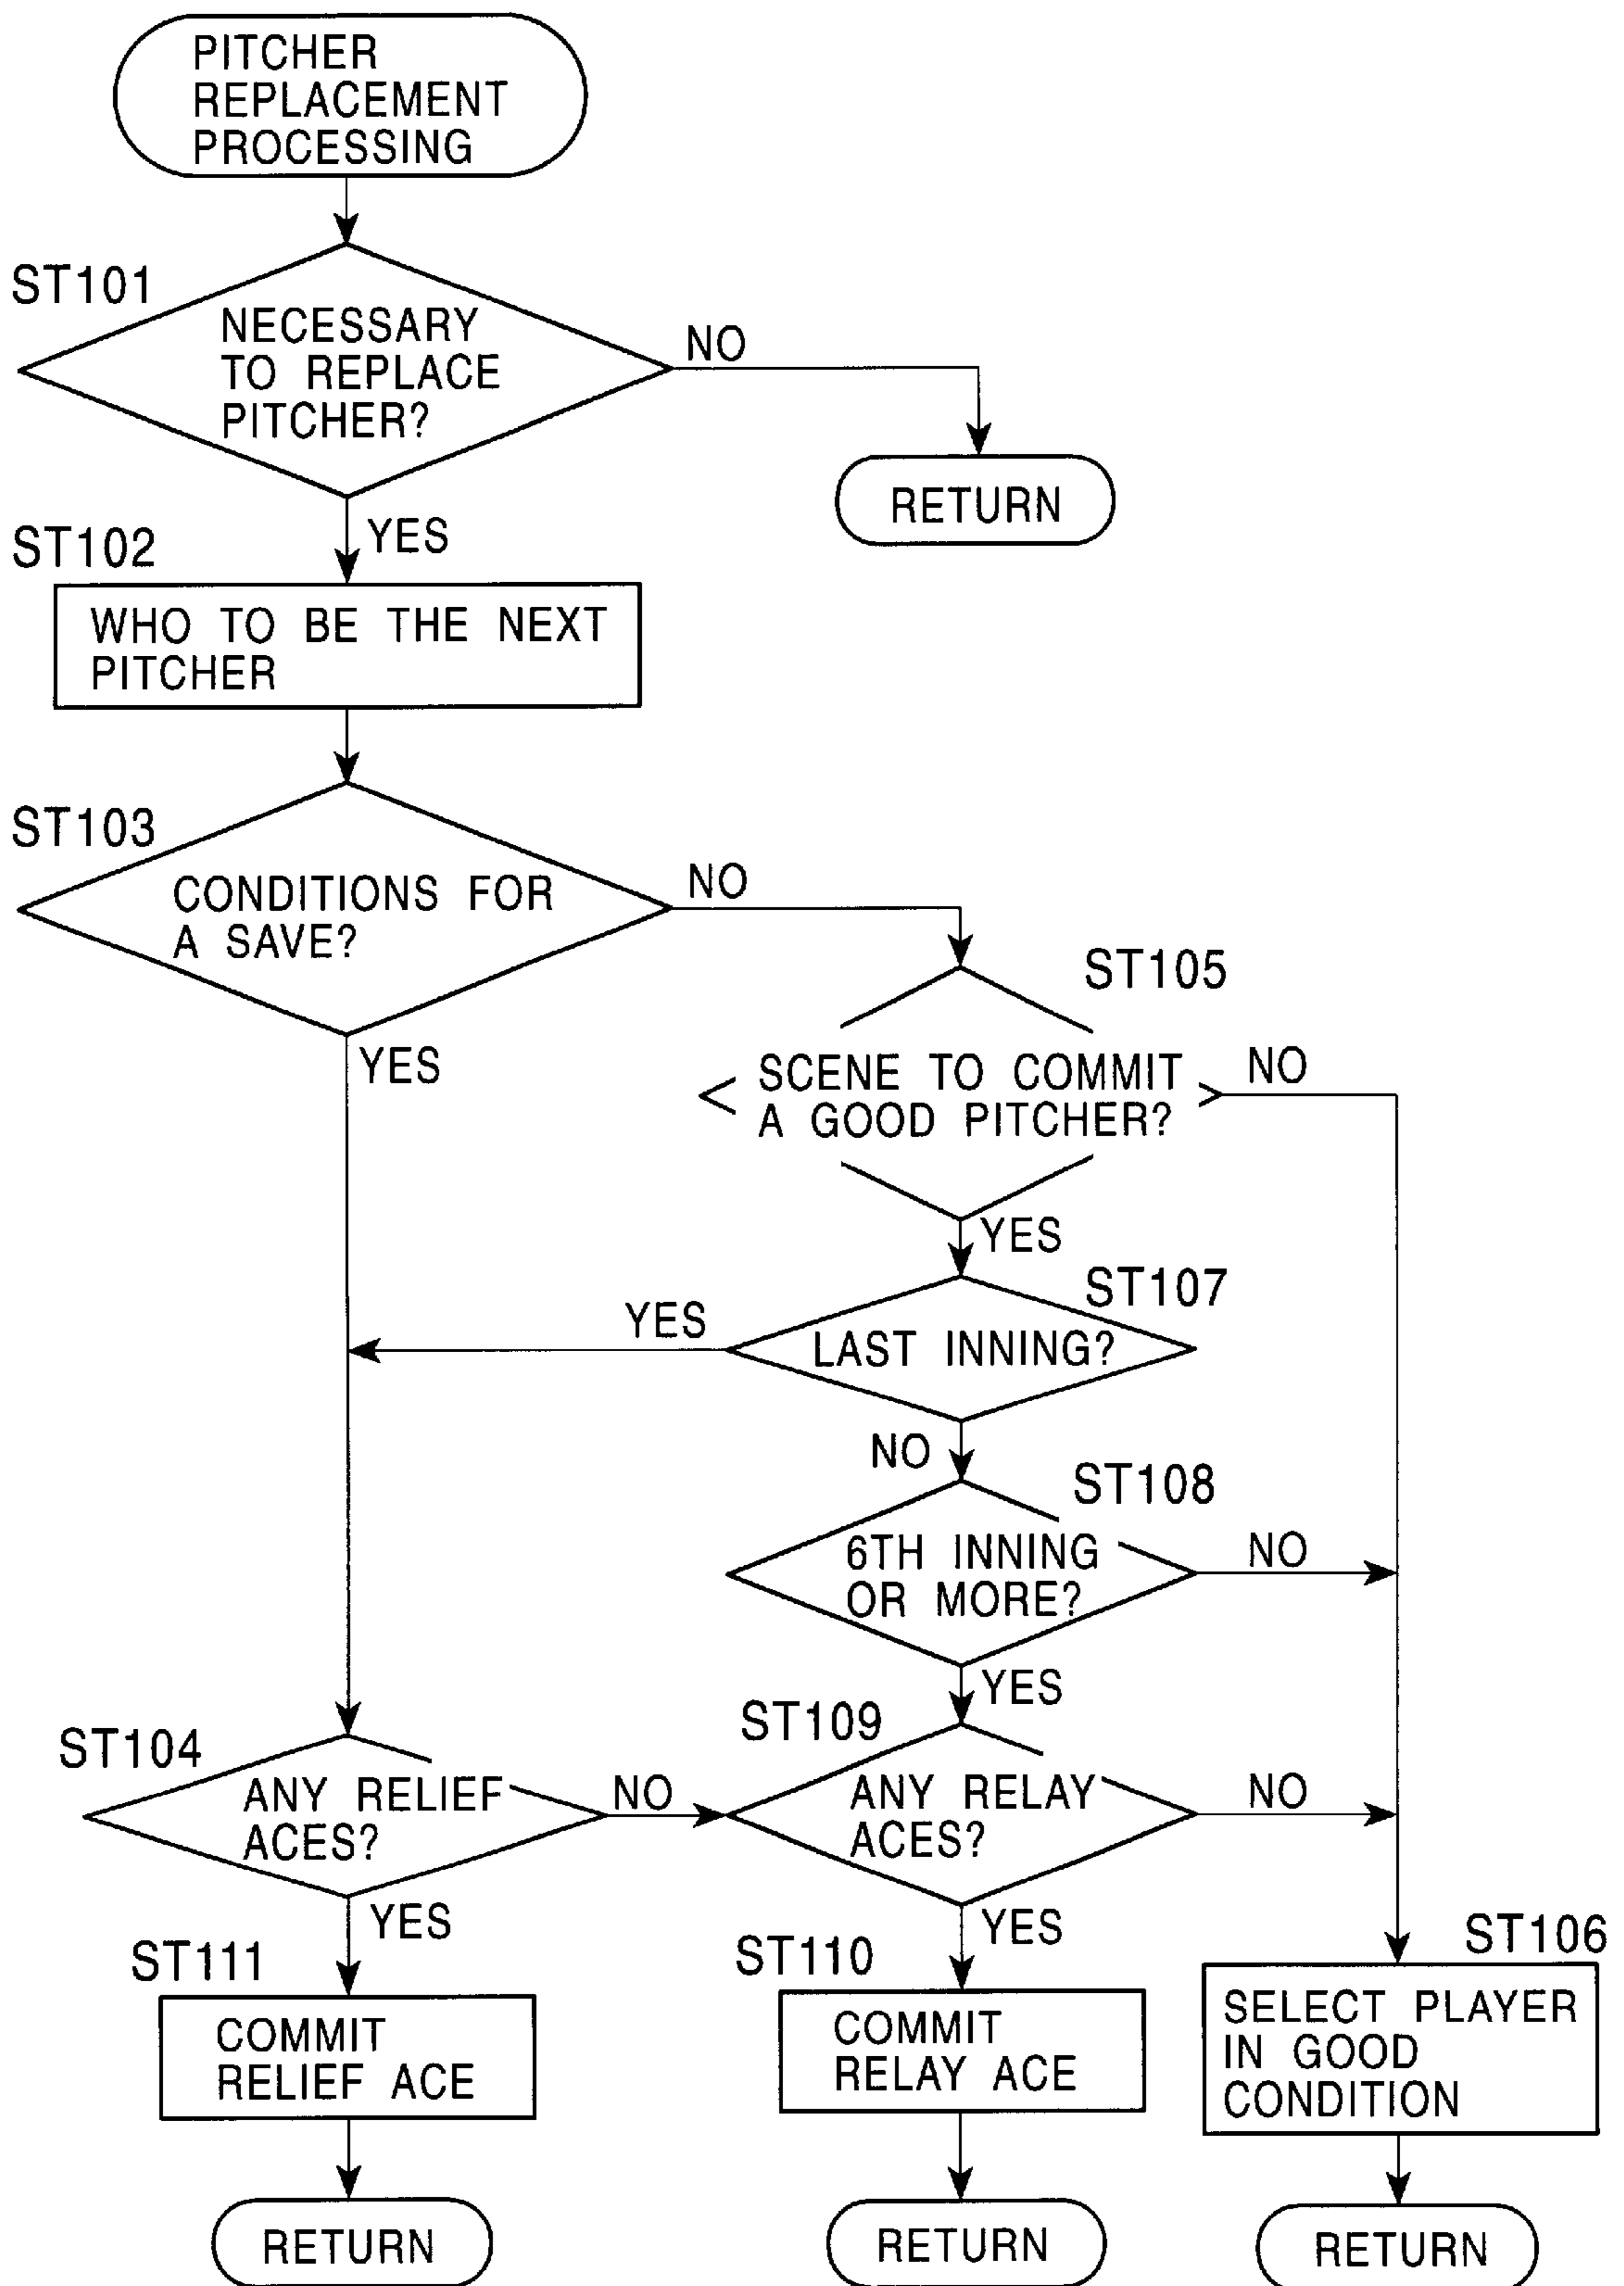 PITCHER
REPLACEMENT
PROCESSING
ST101
NECESSARY
TO REPLACE
PITCHER?
NO
RETURN
YES
ST102
WHO TO BE THE NEXT
PITCHER
ST103
CONDITIONS FOR
A SAVE?
NO
YES
ST105
SCENE TO COMMIT
A GOOD PITCHER?
NO
YES
ST107
LAST INNING?
YES
NO
ST108
6TH INNING
OR MORE?
NO
YES
ST104
ANY RELIEF
ACES?
NO
ST109
ANY RELAY
ACES?
NO
YES
ST111
COMMIT
RELIEF ACE
YES
ST110
COMMIT
RELAY ACE
ST106
SELECT PLAYER
IN GOOD
CONDITION
RETURN
RETURN
RETURN